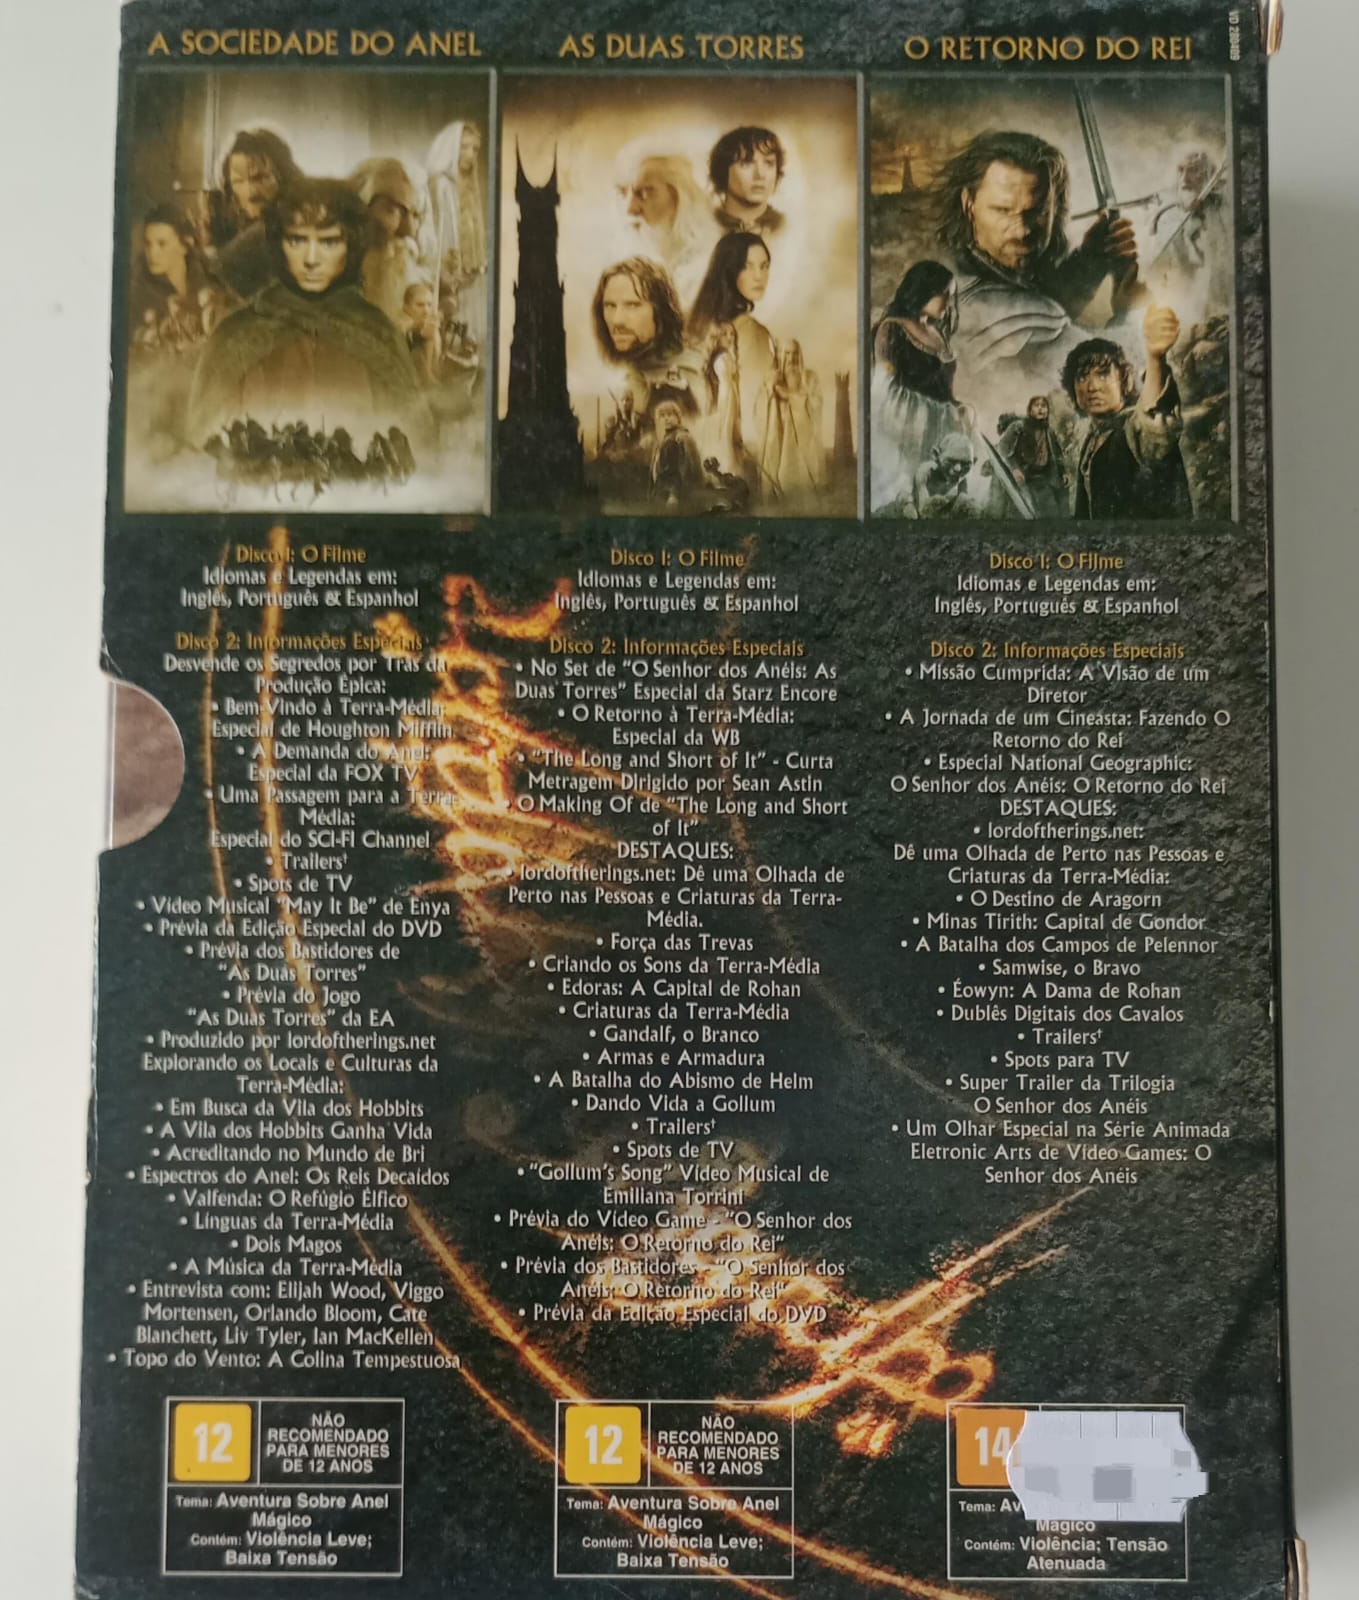 VD 280409
A SOCIEDADE DO ANEL
AS DUAS TORRES
O RETORNO DO REI
Disco 1: O Filme
Idiomas e Legendas em:
Inglês, Português & Espanhol
Disco 2: Informações Especiais
Desvende os Segredos por Trás da
Produção Épica:
• Bem-Vindo à Terra-Média:
Especial de Houghton Mifflin
• A Demanda do Anel:
Especial da FOX TV
• Uma Passagem para a Terra-
Média:
Especial do SCI-FI Channel
• Trailers†
• Spots de TV
• Vídeo Musical "May It Be" de Enya
• Prévia da Edição Especial do DVD
• Prévia dos Bastidores de
"As Duas Torres"
• Prévia do Jogo
"As Duas Torres" da EA
• Produzido por lordoftherings.net
Explorando os Locais e Culturas da
Terra-Média:
• Em Busca da Vila dos Hobbits
• A Vila dos Hobbits Ganha Vida
• Acreditando no Mundo de Bri
• Espectros do Anel: Os Reis Decaídos
• Valfenda: O Refúgio Élfico
• Línguas da Terra-Média
• Dois Magos
• A Música da Terra-Média
• Entrevista com: Elijah Wood, Viggo
Mortensen, Orlando Bloom, Cate
Blanchett, Liv Tyler, Ian MacKellen
• Topo do Vento: A Colina Tempestuosa
Disco 1: O Filme
Idiomas e Legendas em:
Inglês, Português & Espanhol
Disco 2: Informações Especiais
• No Set de "O Senhor dos Anéis: As
Duas Torres" Especial da Starz Encore
• O Retorno à Terra-Média:
Especial da WB
• "The Long and Short of It" - Curta
Metragem Dirigido por Sean Astin
• O Making Of de "The Long and Short
of It"
DESTAQUES:
• lordoftherings.net: Dê uma Olhada de
Perto nas Pessoas e Criaturas da Terra-
Média.
• Força das Trevas
• Criando os Sons da Terra-Média
• Edoras: A Capital de Rohan
• Criaturas da Terra-Média
• Gandalf, o Branco
• Armas e Armadura
• A Batalha do Abismo de Helm
• Dando Vida a Gollum
• Trailers†
• Spots de TV
• "Gollum's Song" Vídeo Musical de
Emiliana Torrini
• Prévia do Vídeo Game - "O Senhor dos
Anéis: O Retorno do Rei"
• Prévia dos Bastidores - "O Senhor dos
Anéis: O Retorno do Rei"
• Prévia da Edição Especial do DVD
Disco 1: O Filme
Idiomas e Legendas em:
Inglês, Português & Espanhol
Disco 2: Informações Especiais
• Missão Cumprida: A Visão de um
Diretor
• A Jornada de um Cineasta: Fazendo O
Retorno do Rei
• Especial National Geographic:
O Senhor dos Anéis: O Retorno do Rei
DESTAQUES:
• lordoftherings.net:
Dê uma Olhada de Perto nas Pessoas e
Criaturas da Terra-Média:
• O Destino de Aragorn
• Minas Tirith: Capital de Gondor
• A Batalha dos Campos de Pelennor
• Samwise, o Bravo
• Éowyn: A Dama de Rohan
• Dublês Digitais dos Cavalos
• Trailers†
• Spots para TV
• Super Trailer da Trilogia
O Senhor dos Anéis
• Um Olhar Especial na Série Animada
Eletronic Arts de Vídeo Games: O
Senhor dos Anéis
12
NÃO
RECOMENDADO
PARA MENORES
DE 12 ANOS
Tema: Aventura Sobre Anel
Mágico
Contém: Violência Leve;
Baixa Tensão
12
NÃO
RECOMENDADO
PARA MENORES
DE 12 ANOS
Tema: Aventura Sobre Anel
Mágico
Contém: Violência Leve;
Baixa Tensão
14
Tema: Av
Mágico
Contém: Violência; Tensão
Atenuada